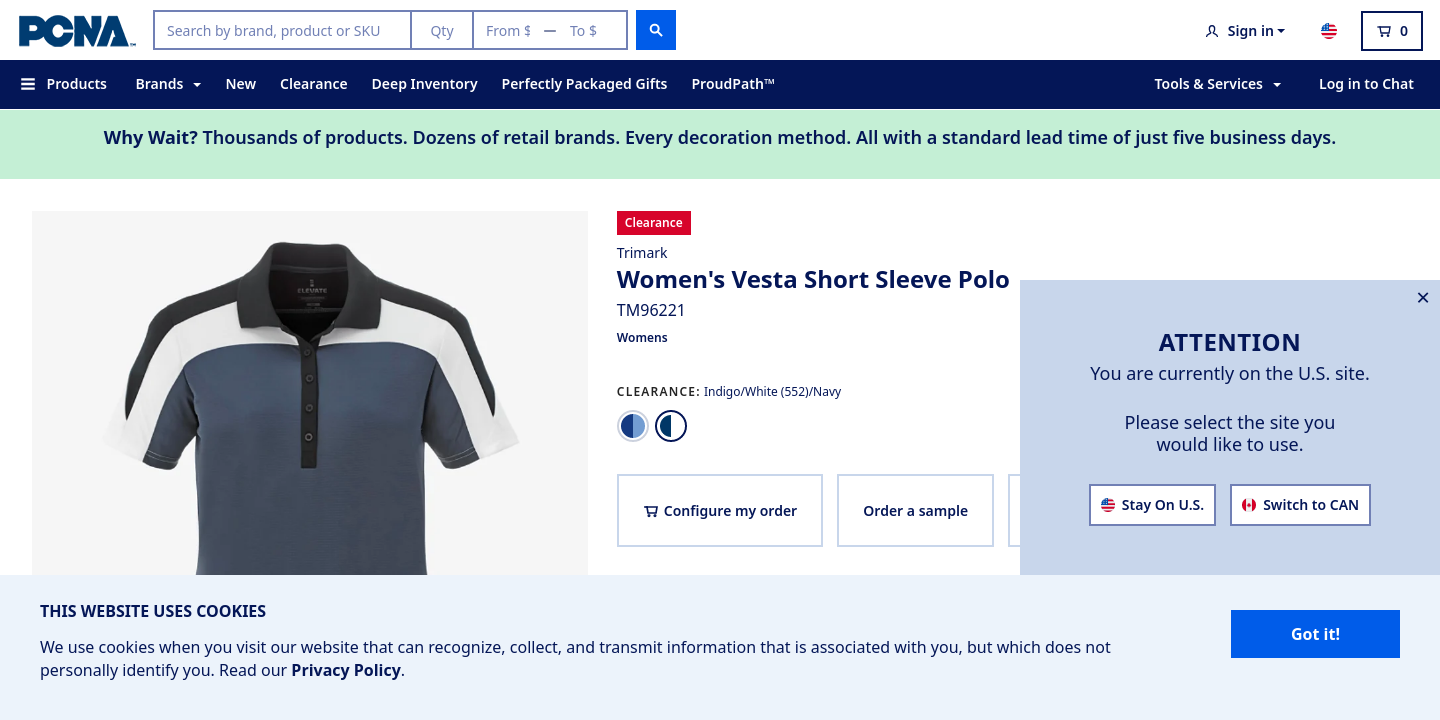 PCNA
Search by brand, product or SKU
Qty
From $
—
To $
Sign in
0
Products
Brands
New
Clearance
Deep Inventory
Perfectly Packaged Gifts
ProudPath™
Tools & Services
Log in to Chat
Why Wait? Thousands of products. Dozens of retail brands. Every decoration method. All with a standard lead time of just five business days.
ELEVATE
Clearance
Trimark
Women's Vesta Short Sleeve Polo
TM96221
Womens
CLEARANCE: Indigo/White (552)/Navy
Configure my order
Order a sample
ATTENTION
You are currently on the U.S. site.
Please select the site you
would like to use.
Stay On U.S.
Switch to CAN
THIS WEBSITE USES COOKIES
We use cookies when you visit our website that can recognize, collect, and transmit information that is associated with you, but which does not
personally identify you. Read our Privacy Policy.
Got it!